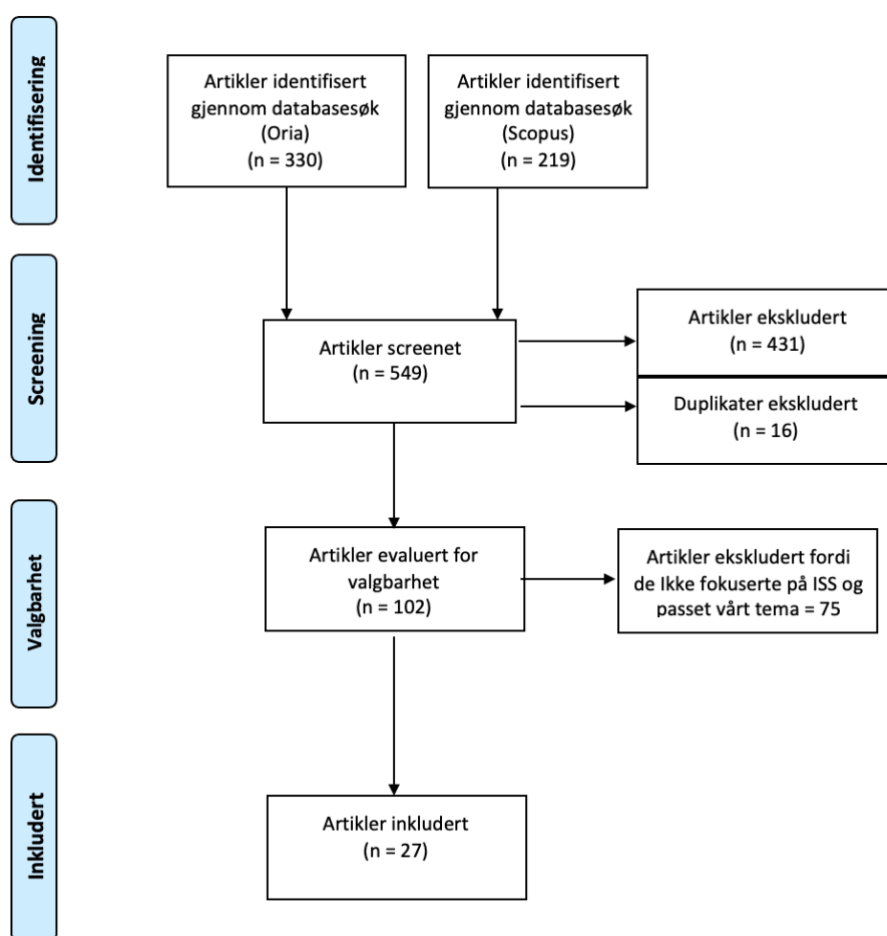 Identifisering
Artikler identifisert
gjennom databasesøk
(Oria)
(n = 330)
Artikler identifisert
gjennom databasesøk
(Scopus)
(n = 219)
Screening
Artikler screenet
(n = 549)
Artikler ekskludert
(n = 431)
Duplikater ekskludert
(n = 16)
Valgbarhet
Artikler evaluert for
valgbarhet
(n = 102)
Artikler ekskludert fordi
de Ikke fokuserte på ISS og
passet vårt tema = 75
Inkludert
Artikler inkludert
(n = 27)